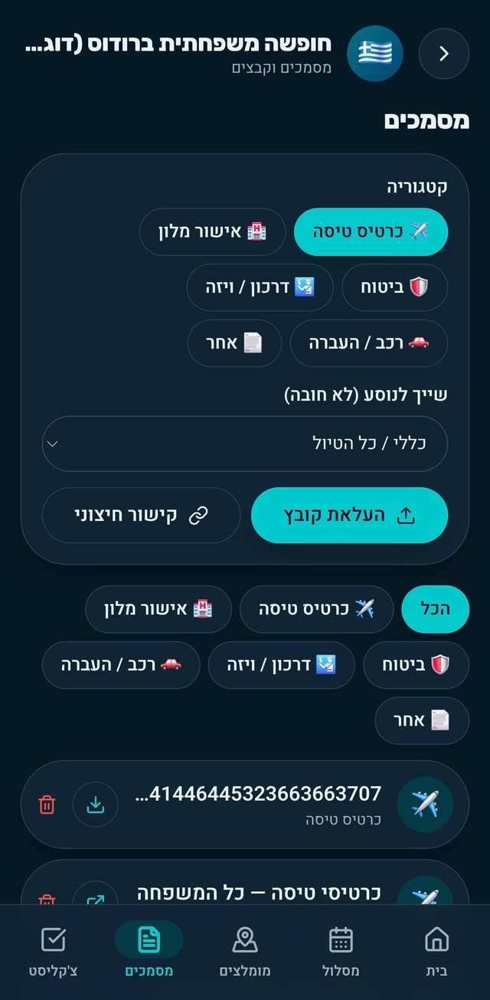 חופשה משפחתית ברודוס (דוג...
מסמכים וקבצים
מסמכים
קטגוריה
כרטיס טיסה
אישור מלון
ביטוח
דרכון / ויזה
רכב / העברה
אחר
שייך לנוסע (לא חובה)
כללי / כל הטיול
העלאת קובץ
קישור חיצוני
הכל
כרטיס טיסה
אישור מלון
ביטוח
דרכון / ויזה
רכב / העברה
אחר
41446445323663663707...
כרטיס טיסה
כרטיסי טיסה — כל המשפחה
בית
מסלול
מומלצים
מסמכים
צ'קליסט